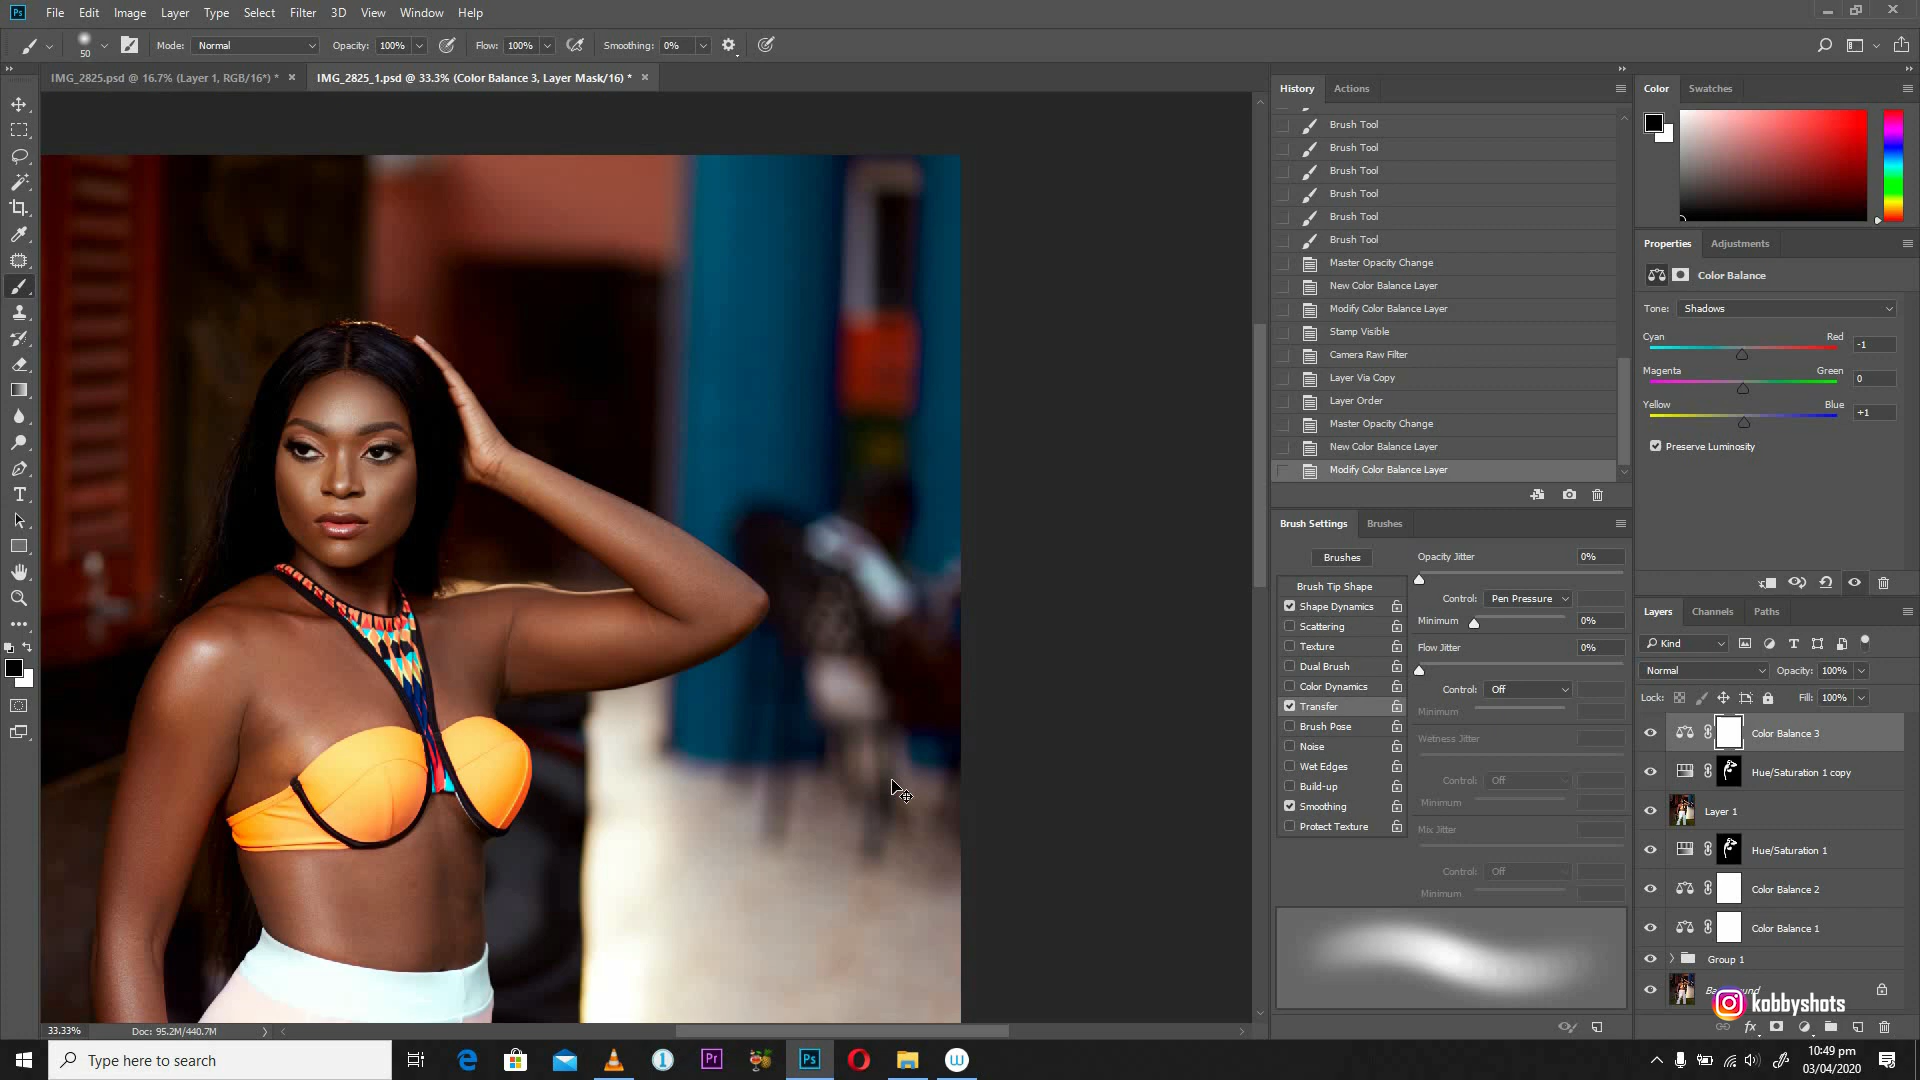 Ps File Edit Image Layer Type Select Filter 3D View Window Help
50 Mode: Normal Opacity: 100% Flow: 100% Smoothing: 0%
IMG_2825.psd @ 16.7% (Layer 1, RGB/16*) * × IMG_2825_1.psd @ 33.3% (Color Balance 3, Layer Mask/16) * ×
History Actions
Brush Tool
Brush Tool
Brush Tool
Brush Tool
Brush Tool
Brush Tool
Master Opacity Change
New Color Balance Layer
Modify Color Balance Layer
Stamp Visible
Camera Raw Filter
Layer Via Copy
Layer Order
Master Opacity Change
New Color Balance Layer
Modify Color Balance Layer
Brush Settings Brushes
Brushes
Brush Tip Shape
Shape Dynamics
Scattering
Texture
Dual Brush
Color Dynamics
Transfer
Brush Pose
Noise
Wet Edges
Build-up
Smoothing
Protect Texture
Opacity Jitter 0%
Control: Pen Pressure
Minimum 0%
Flow Jitter 0%
Control: Off
Minimum
Wetness Jitter
Control: Off
Minimum
Mix Jitter
Control: Off
Minimum
Color Swatches
Properties Adjustments
Color Balance
Tone: Shadows
Cyan Red -1
Magenta Green 0
Yellow Blue +1
Preserve Luminosity
Layers Channels Paths
Kind
Normal Opacity: 100%
Lock: Fill: 100%
Color Balance 3
Hue/Saturation 1 copy
Layer 1
Hue/Saturation 1
Color Balance 2
Color Balance 1
Group 1
kobbyshots
fx
33.33% Doc: 95.2M/440.7M
Type here to search
Pr Ps
10:49 pm
03/04/2020